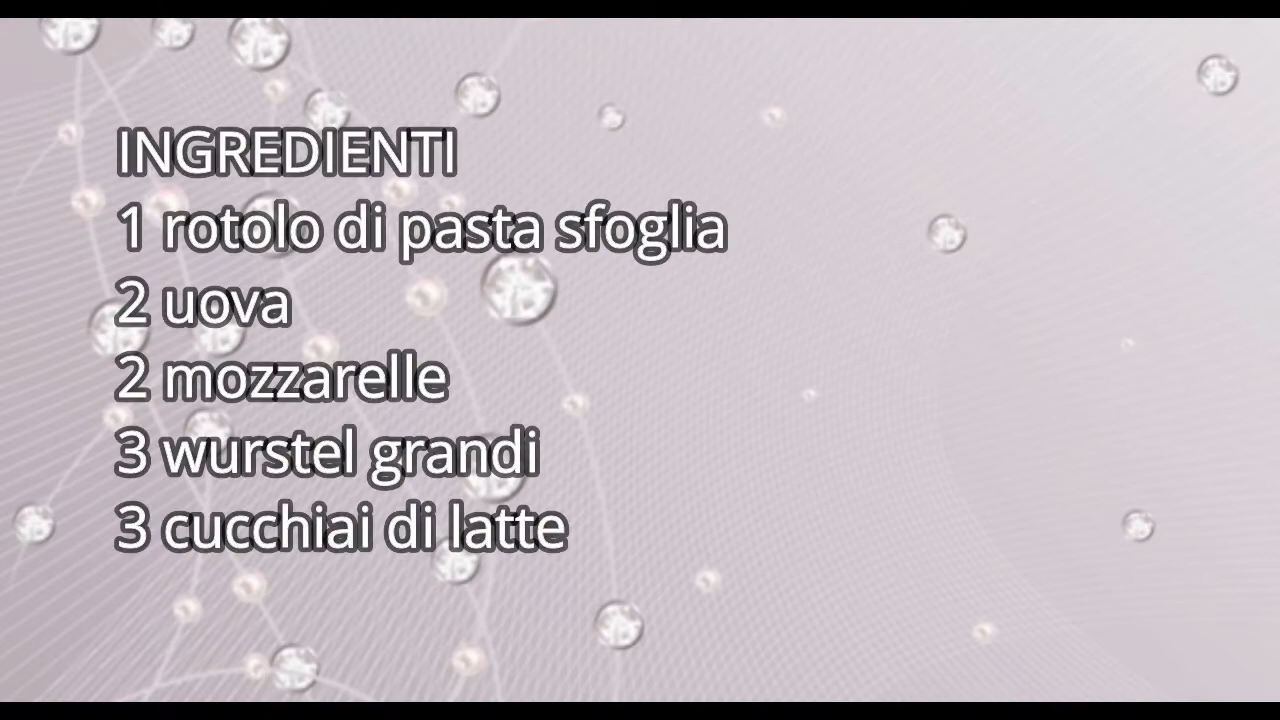 INGREDIENTI
1 rotolo di pasta sfoglia
2 uova
2 mozzarelle
3 wurstel grandi
3 cucchiai di latte